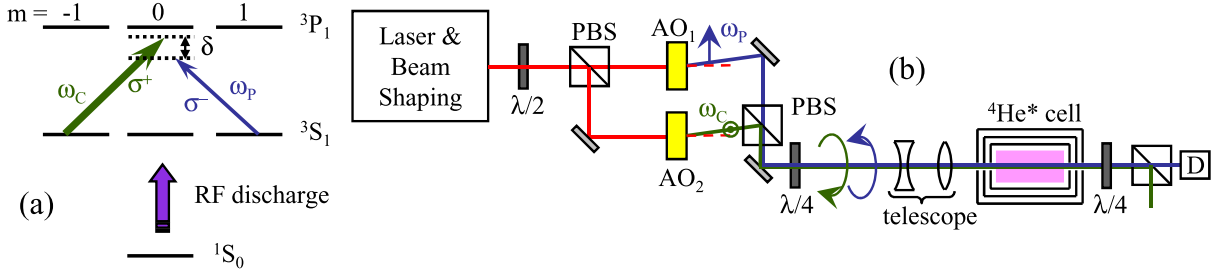 m = -1 0 1 ³P₁
δ
ω_C σ⁺ σ⁻ ω_P
³S₁
RF discharge
(a)
¹S₀
Laser &
Beam
Shaping
λ/2
PBS
AO₁
ω_P
(b)
ω_C
PBS
AO₂
λ/4
telescope
⁴He* cell
λ/4
D